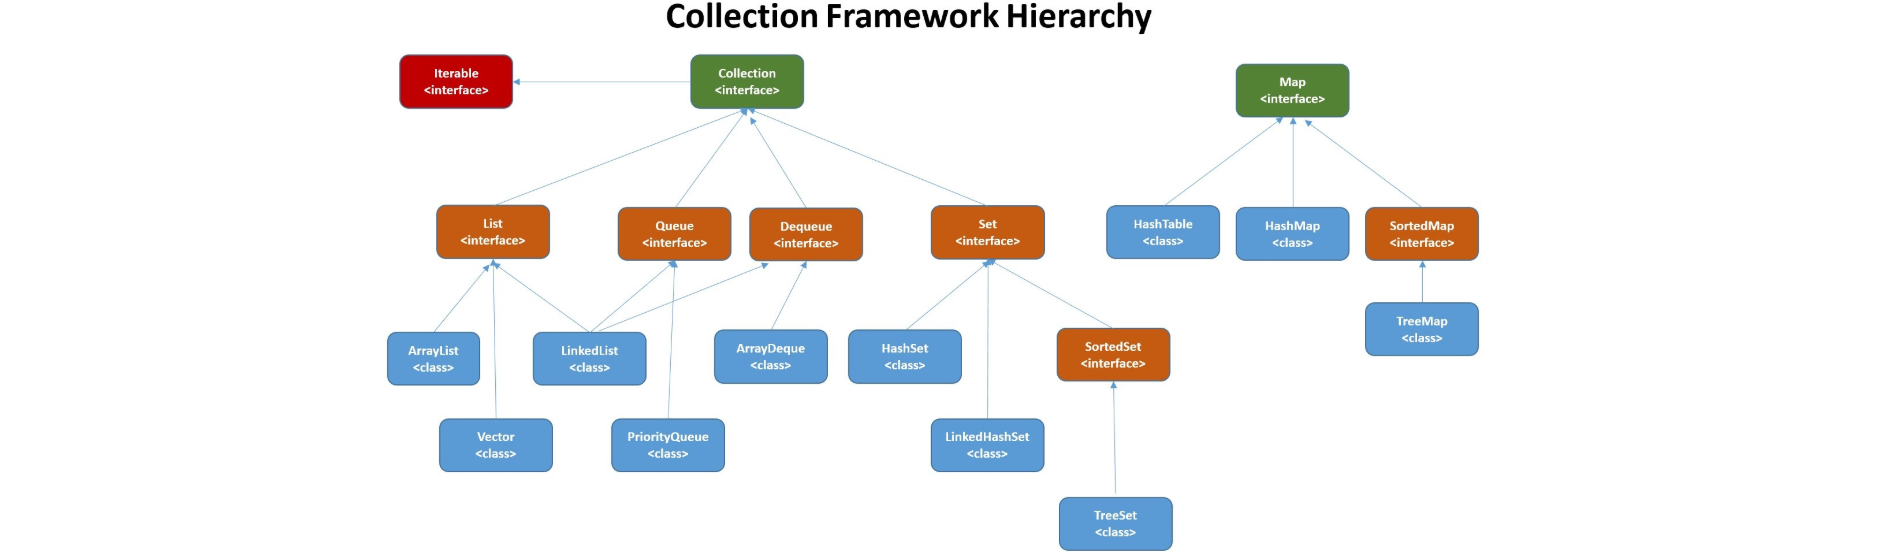 Collection Framework Hierarchy
Iterable
<interface>
Collection
<interface>
Map
<interface>
List
<interface>
Queue
<interface>
Dequeue
<interface>
Set
<interface>
HashTable
<class>
HashMap
<class>
SortedMap
<interface>
ArrayList
<class>
LinkedList
<class>
ArrayDeque
<class>
HashSet
<class>
SortedSet
<interface>
TreeMap
<class>
Vector
<class>
PriorityQueue
<class>
LinkedHashSet
<class>
TreeSet
<class>